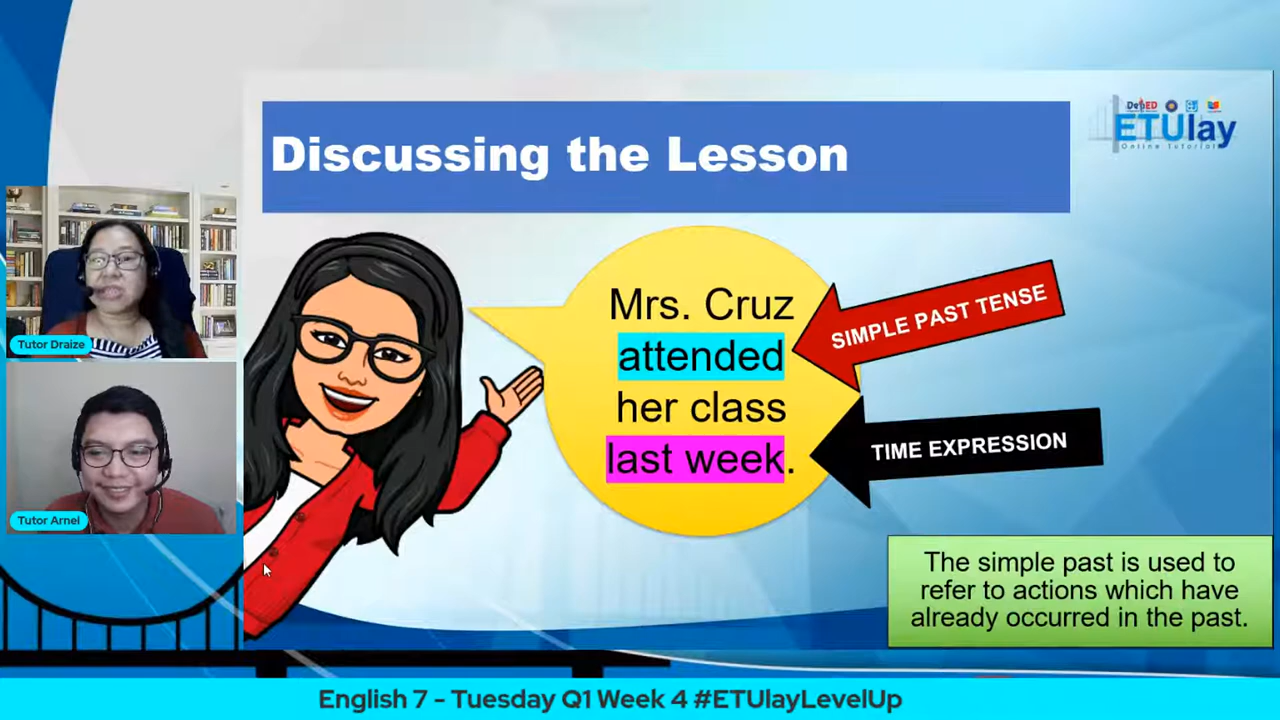 Discussing the Lesson
DepED
ETUlay
Online Tutorial
Tutor Draize
Tutor Arnel
Mrs. Cruz
attended
her class
last week.
SIMPLE PAST TENSE
TIME EXPRESSION
The simple past is used to
refer to actions which have
already occurred in the past.
English 7 - Tuesday Q1 Week 4 #ETUlayLevelUp